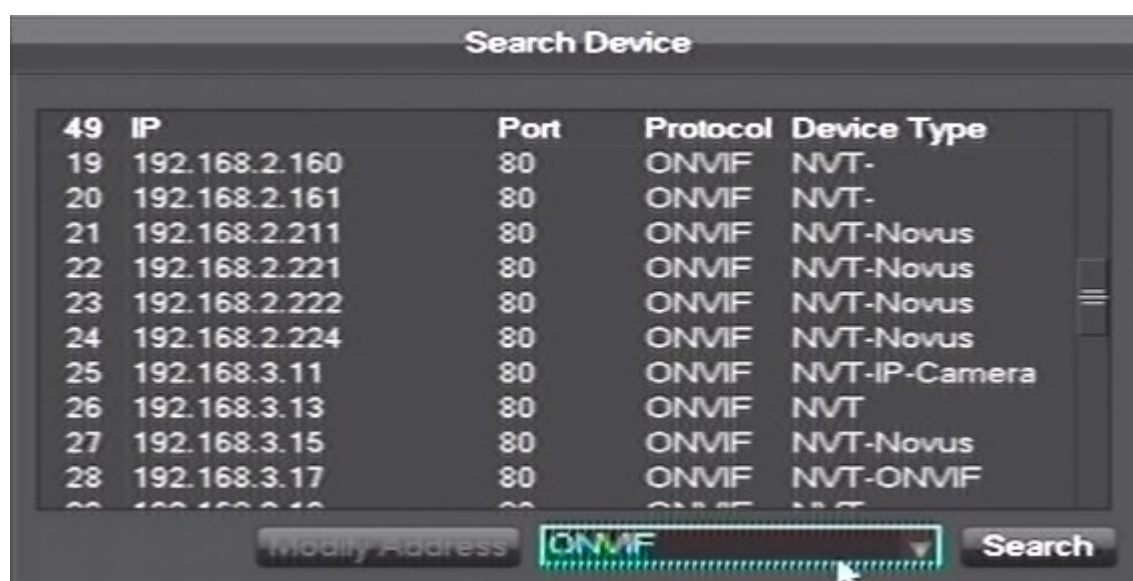 Search Device
49 IP Port Protocol Device Type
19 192.168.2.160 80 ONVIF NVT-
20 192.168.2.161 80 ONVIF NVT-
21 192.168.2.211 80 ONVIF NVT-Novus
22 192.168.2.221 80 ONVIF NVT-Novus
23 192.168.2.222 80 ONVIF NVT-Novus
24 192.168.2.224 80 ONVIF NVT-Novus
25 192.168.3.11 80 ONVIF NVT-IP-Camera
26 192.168.3.13 80 ONVIF NVT
27 192.168.3.15 80 ONVIF NVT-Novus
28 192.168.3.17 80 ONVIF NVT-ONVIF
Modify Address ONVIF Search